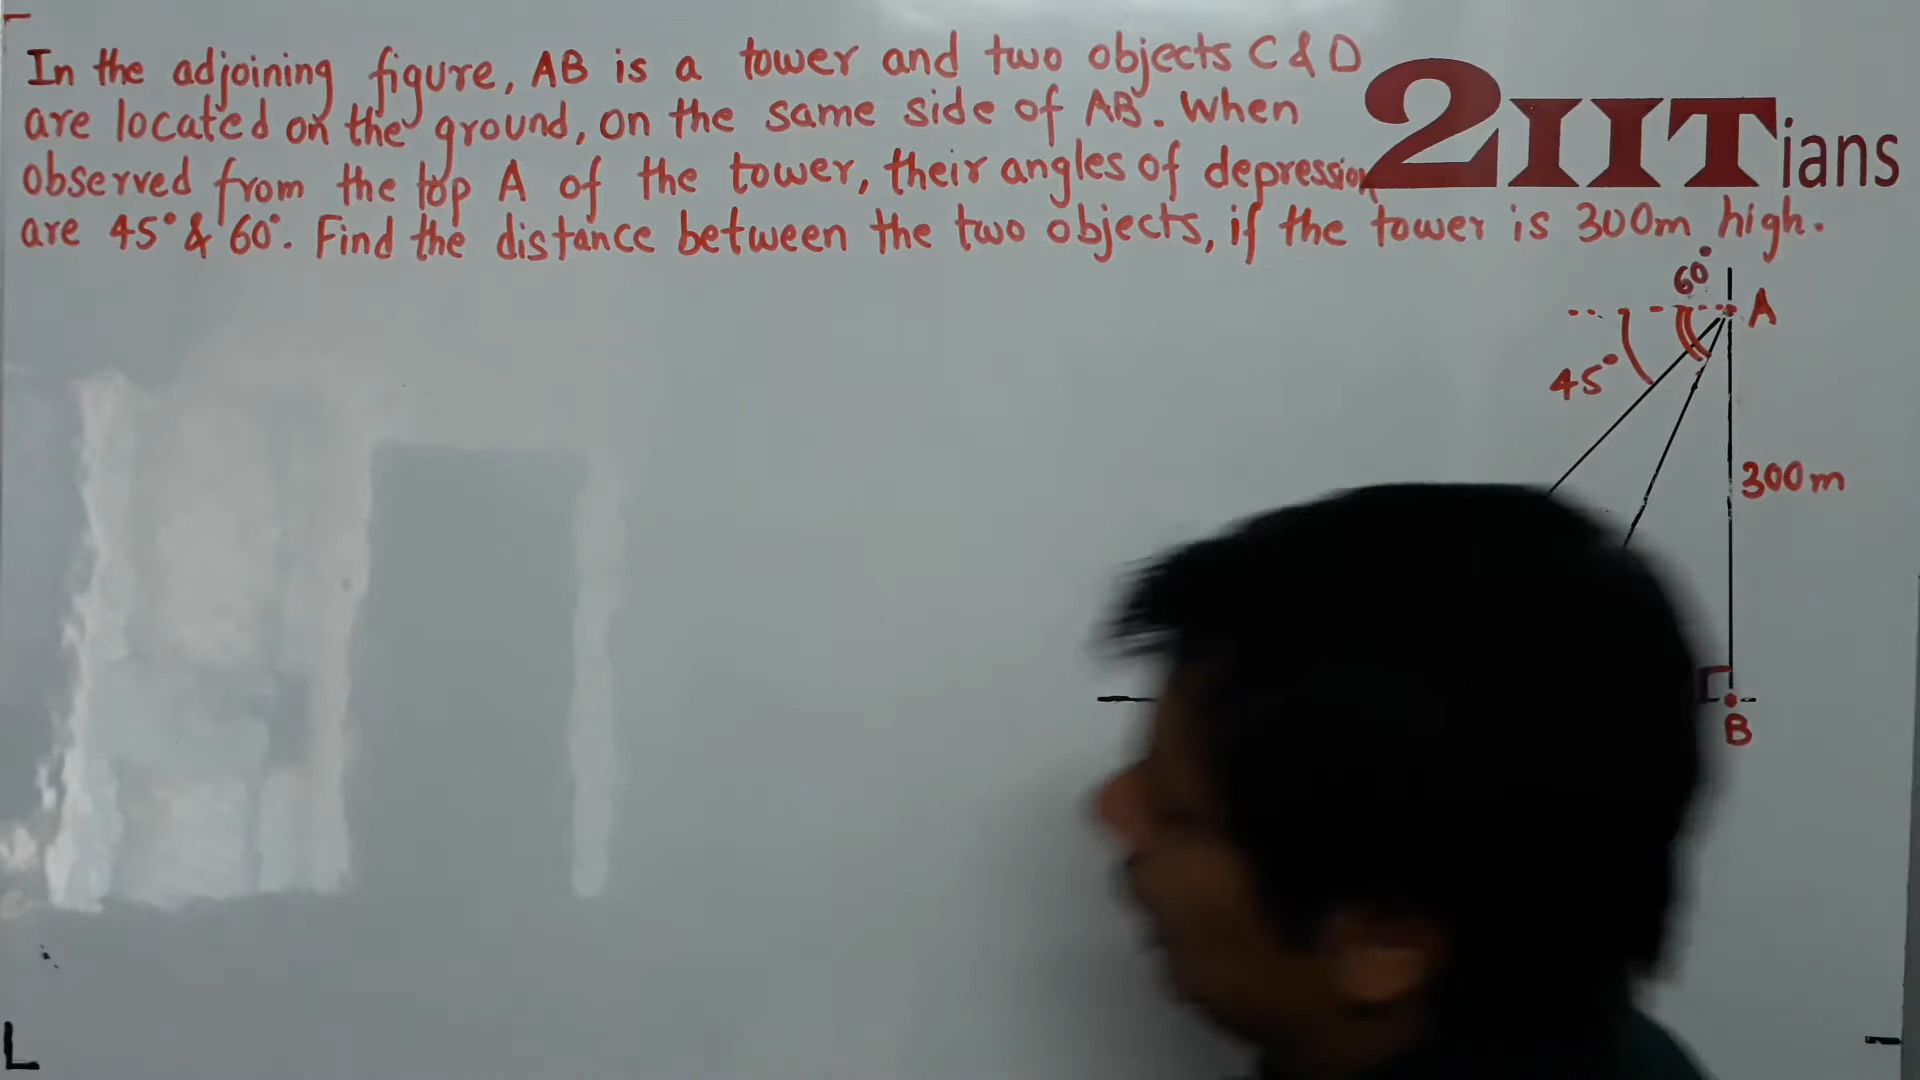 In the adjoining figure, AB is a tower and two objects C & D
are located on the ground, on the same side of AB. When
observed from the top A of the tower, their angles of depression
are 45° & 60°. Find the distance between the two objects, if the tower is 300m high.
2IITians
60°
A
45°
300m
B